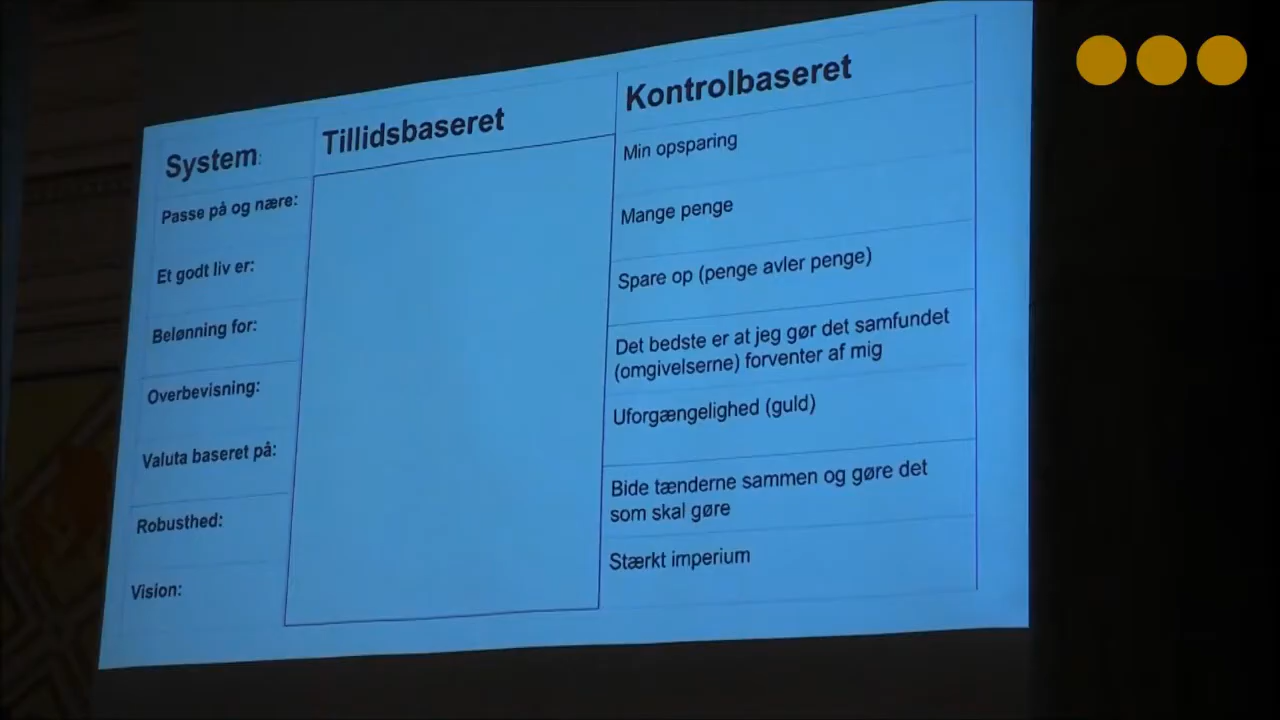 System:
Tillidsbaseret
Kontrolbaseret
Passe på og nære:
Min opsparing
Et godt liv er:
Mange penge
Belønning for:
Spare op (penge avler penge)
Overbevisning:
Det bedste er at jeg gør det samfundet
(omgivelserne) forventer af mig
Valuta baseret på:
Uforgængelighed (guld)
Robusthed:
Bide tænderne sammen og gøre det
som skal gøre
Vision:
Stærkt imperium